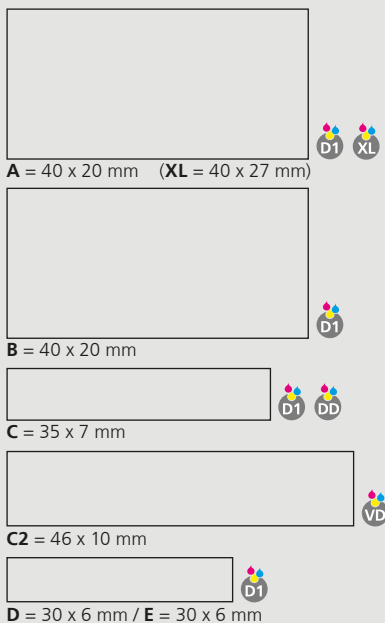 D1 XL
A = 40 x 20 mm (XL = 40 x 27 mm)
D1
B = 40 x 20 mm
D1 DD
C = 35 x 7 mm
VD
C2 = 46 x 10 mm
D1
D = 30 x 6 mm / E = 30 x 6 mm